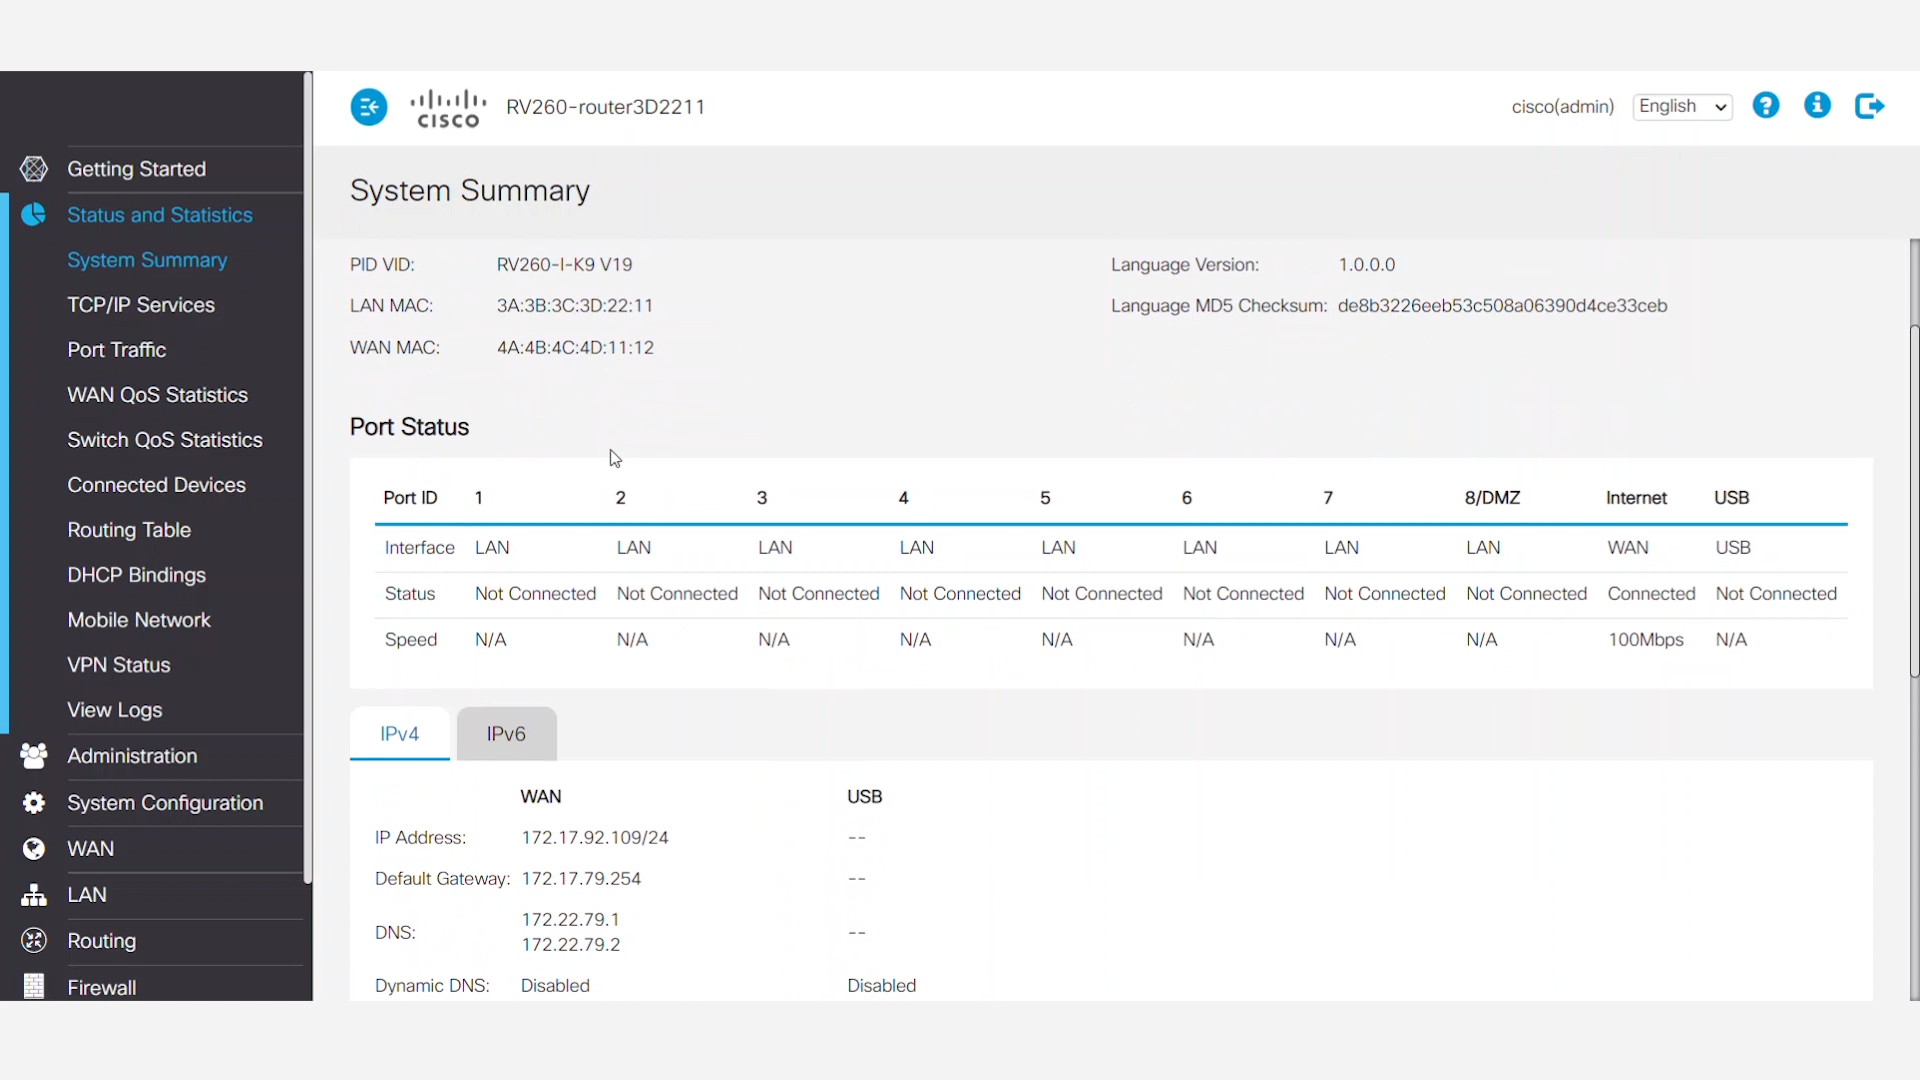 CISCO
RV260-router3D2211
cisco(admin)
English
Getting Started
Status and Statistics
System Summary
TCP/IP Services
Port Traffic
WAN QoS Statistics
Switch QoS Statistics
Connected Devices
Routing Table
DHCP Bindings
Mobile Network
VPN Status
View Logs
Administration
System Configuration
WAN
LAN
Routing
Firewall
System Summary
PID VID: RV260-I-K9 V19
LAN MAC: 3A:3B:3C:3D:22:11
WAN MAC: 4A:4B:4C:4D:11:12
Language Version: 1.0.0.0
Language MD5 Checksum: de8b3226eeb53c508a06390d4ce33ceb
Port Status
Port ID 1 2 3 4 5 6 7 8/DMZ Internet USB
Interface LAN LAN LAN LAN LAN LAN LAN LAN WAN USB
Status Not Connected Not Connected Not Connected Not Connected Not Connected Not Connected Not Connected Not Connected Connected Not Connected
Speed N/A N/A N/A N/A N/A N/A N/A N/A 100Mbps N/A
IPv4 IPv6
WAN USB
IP Address: 172.17.92.109/24 --
Default Gateway: 172.17.79.254 --
DNS: 172.22.79.1 --
172.22.79.2
Dynamic DNS: Disabled Disabled